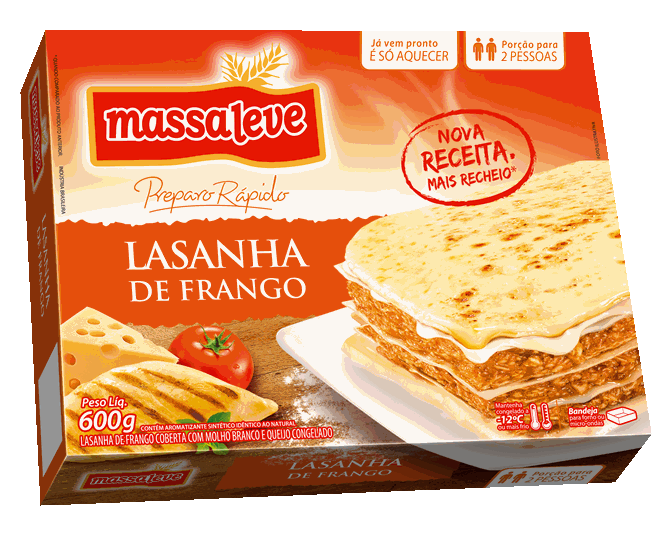 Já vem pronto
É SÓ AQUECER
Porção para
2 PESSOAS
massaleve
NOVA
RECEITA.
MAIS RECHEIO*
Preparo Rápido
LASANHA
DE FRANGO
Peso Líq.
600g
CONTÉM AROMATIZANTE SINTÉTICO IDÊNTICO AO NATURAL
LASANHA DE FRANGO COBERTA COM MOLHO BRANCO E QUEIJO CONGELADO
Mantenha
congelado a
-12°C
ou mais frio
Bandeja
para forno ou
micro-ondas
INDÚSTRIA BRASILEIRA
massaleve
LASANHA
DE FRANGO
Porção para
2 PESSOAS